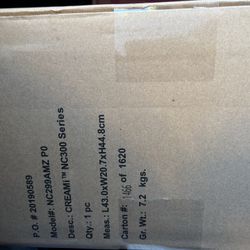 P.O. # 20190589
Model#: NC299AMZ P0
Desc.: CREAMI™ NC300 Series
Qty.: 1 pc
Meas.: L43.0xW20.7xH44.8cm
Carton #: 1466 of 1620
Gr. Wt.: 7.2 kgs.